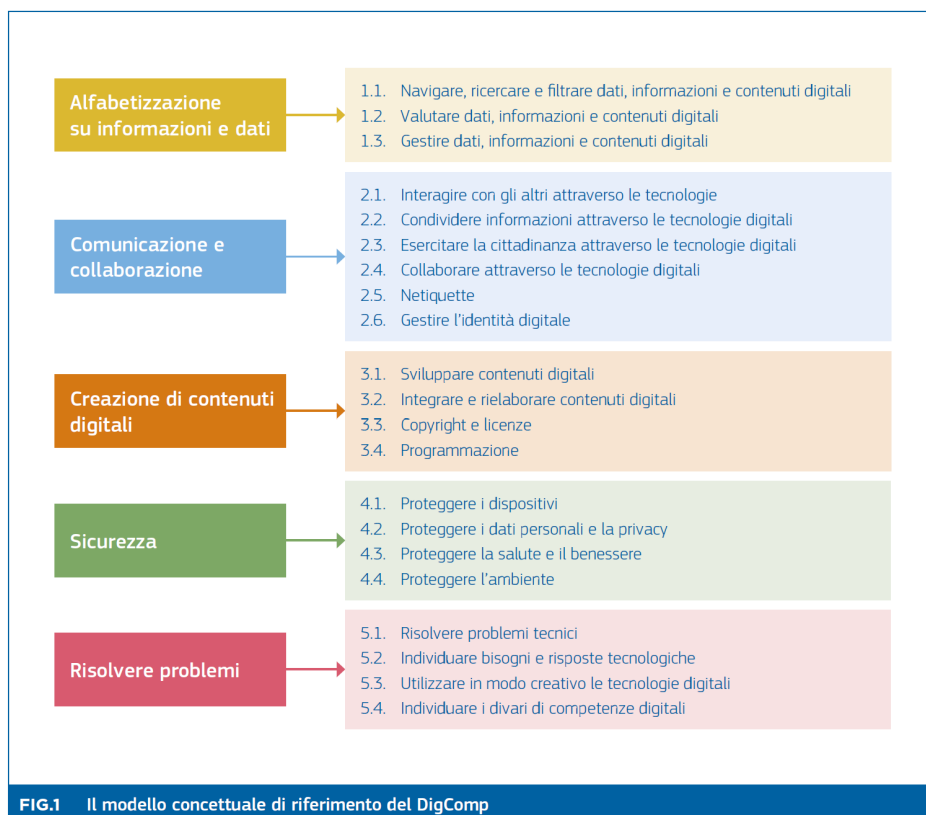 Alfabetizzazione
su informazioni e dati
1.1. Navigare, ricercare e filtrare dati, informazioni e contenuti digitali
1.2. Valutare dati, informazioni e contenuti digitali
1.3. Gestire dati, informazioni e contenuti digitali
Comunicazione e
collaborazione
2.1. Interagire con gli altri attraverso le tecnologie
2.2. Condividere informazioni attraverso le tecnologie digitali
2.3. Esercitare la cittadinanza attraverso le tecnologie digitali
2.4. Collaborare attraverso le tecnologie digitali
2.5. Netiquette
2.6. Gestire l'identità digitale
Creazione di contenuti
digitali
3.1. Sviluppare contenuti digitali
3.2. Integrare e rielaborare contenuti digitali
3.3. Copyright e licenze
3.4. Programmazione
Sicurezza
4.1. Proteggere i dispositivi
4.2. Proteggere i dati personali e la privacy
4.3. Proteggere la salute e il benessere
4.4. Proteggere l'ambiente
Risolvere problemi
5.1. Risolvere problemi tecnici
5.2. Individuare bisogni e risposte tecnologiche
5.3. Utilizzare in modo creativo le tecnologie digitali
5.4. Individuare i divari di competenze digitali
FIG.1 Il modello concettuale di riferimento del DigComp